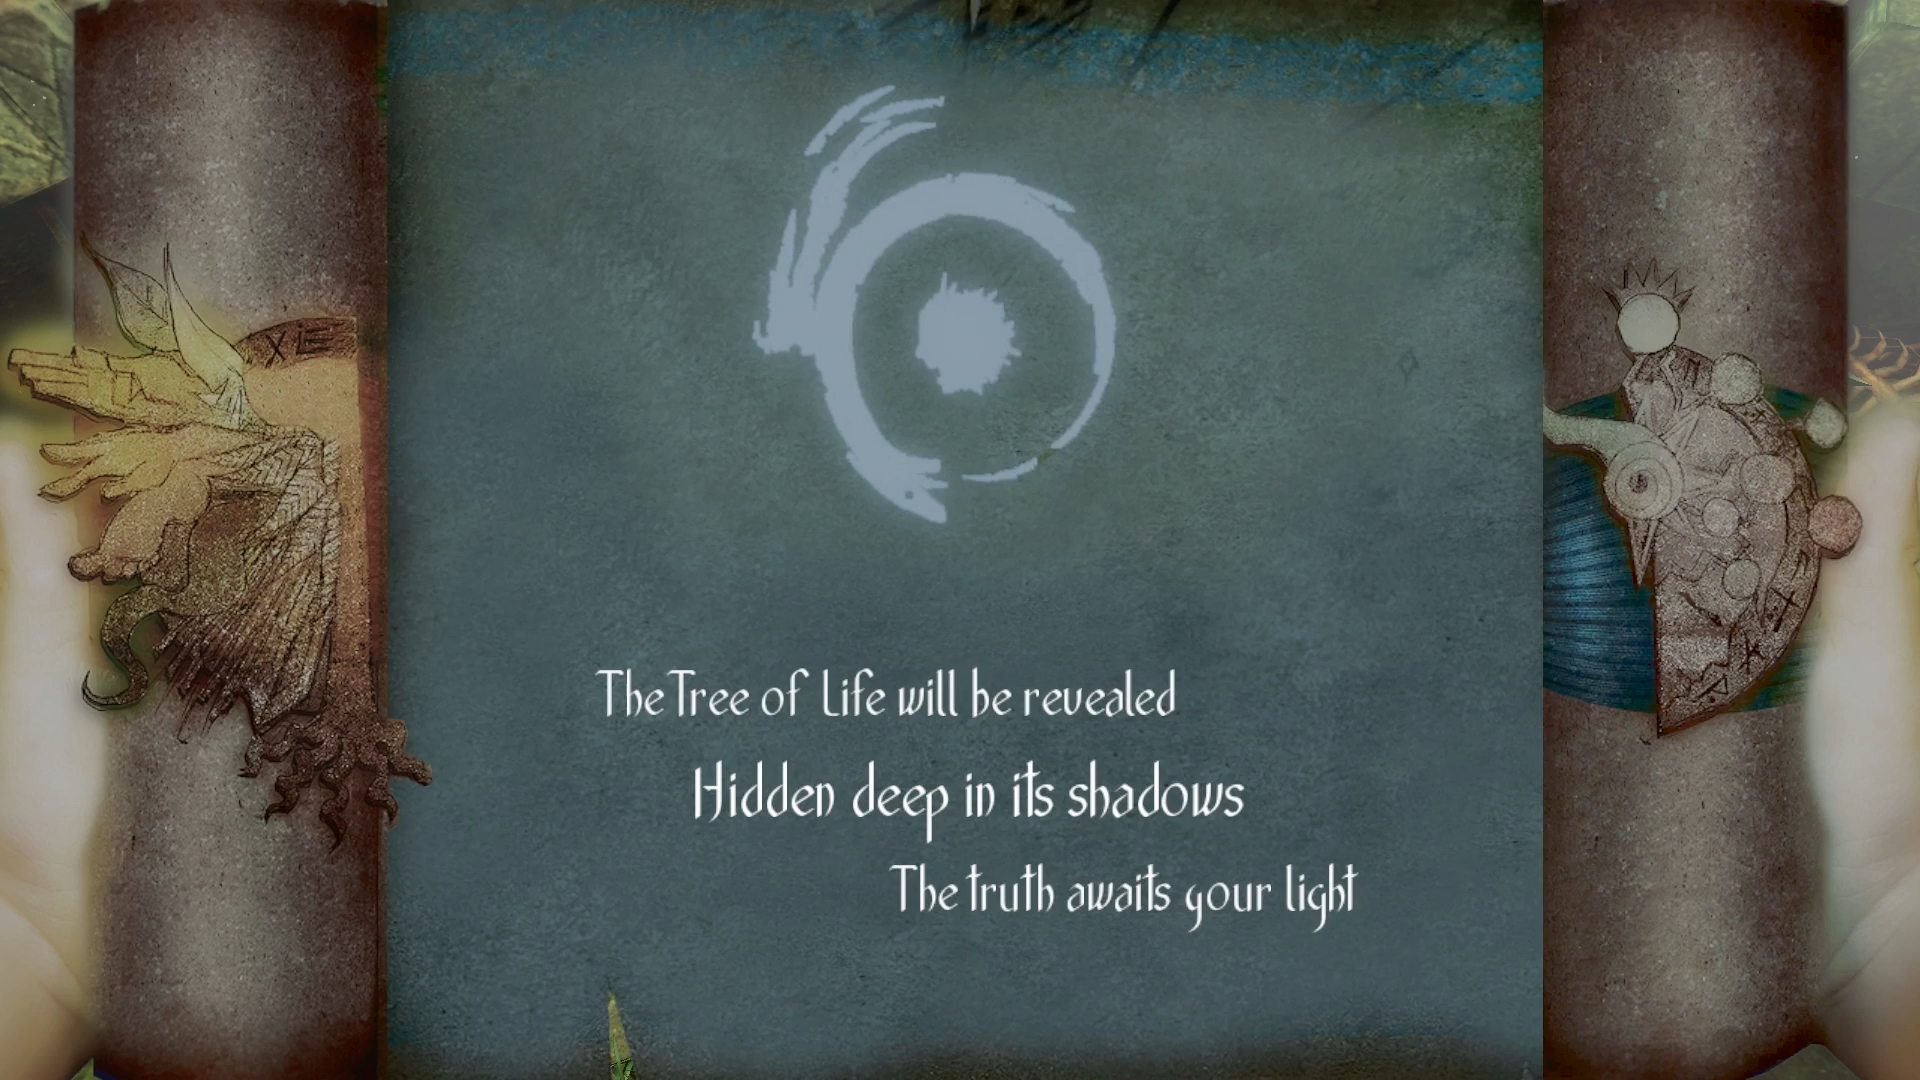 The Tree of Life will be revealed
Hidden deep in its shadows
The truth awaits your light